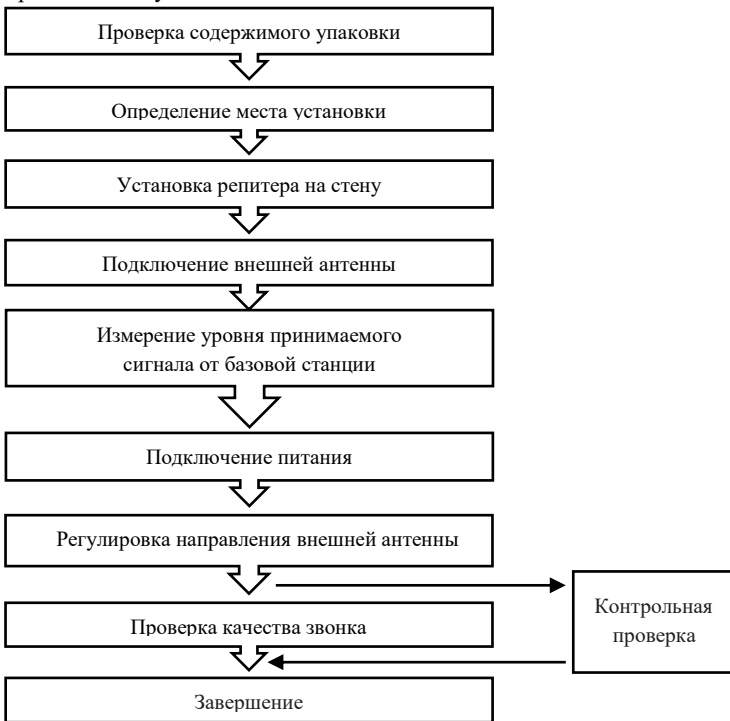 Проверка содержимого упаковки
Определение места установки
Установка репитера на стену
Подключение внешней антенны
Измерение уровня принимаемого
сигнала от базовой станции
Подключение питания
Регулировка направления внешней антенны
Контрольная
проверка
Проверка качества звонка
Завершение